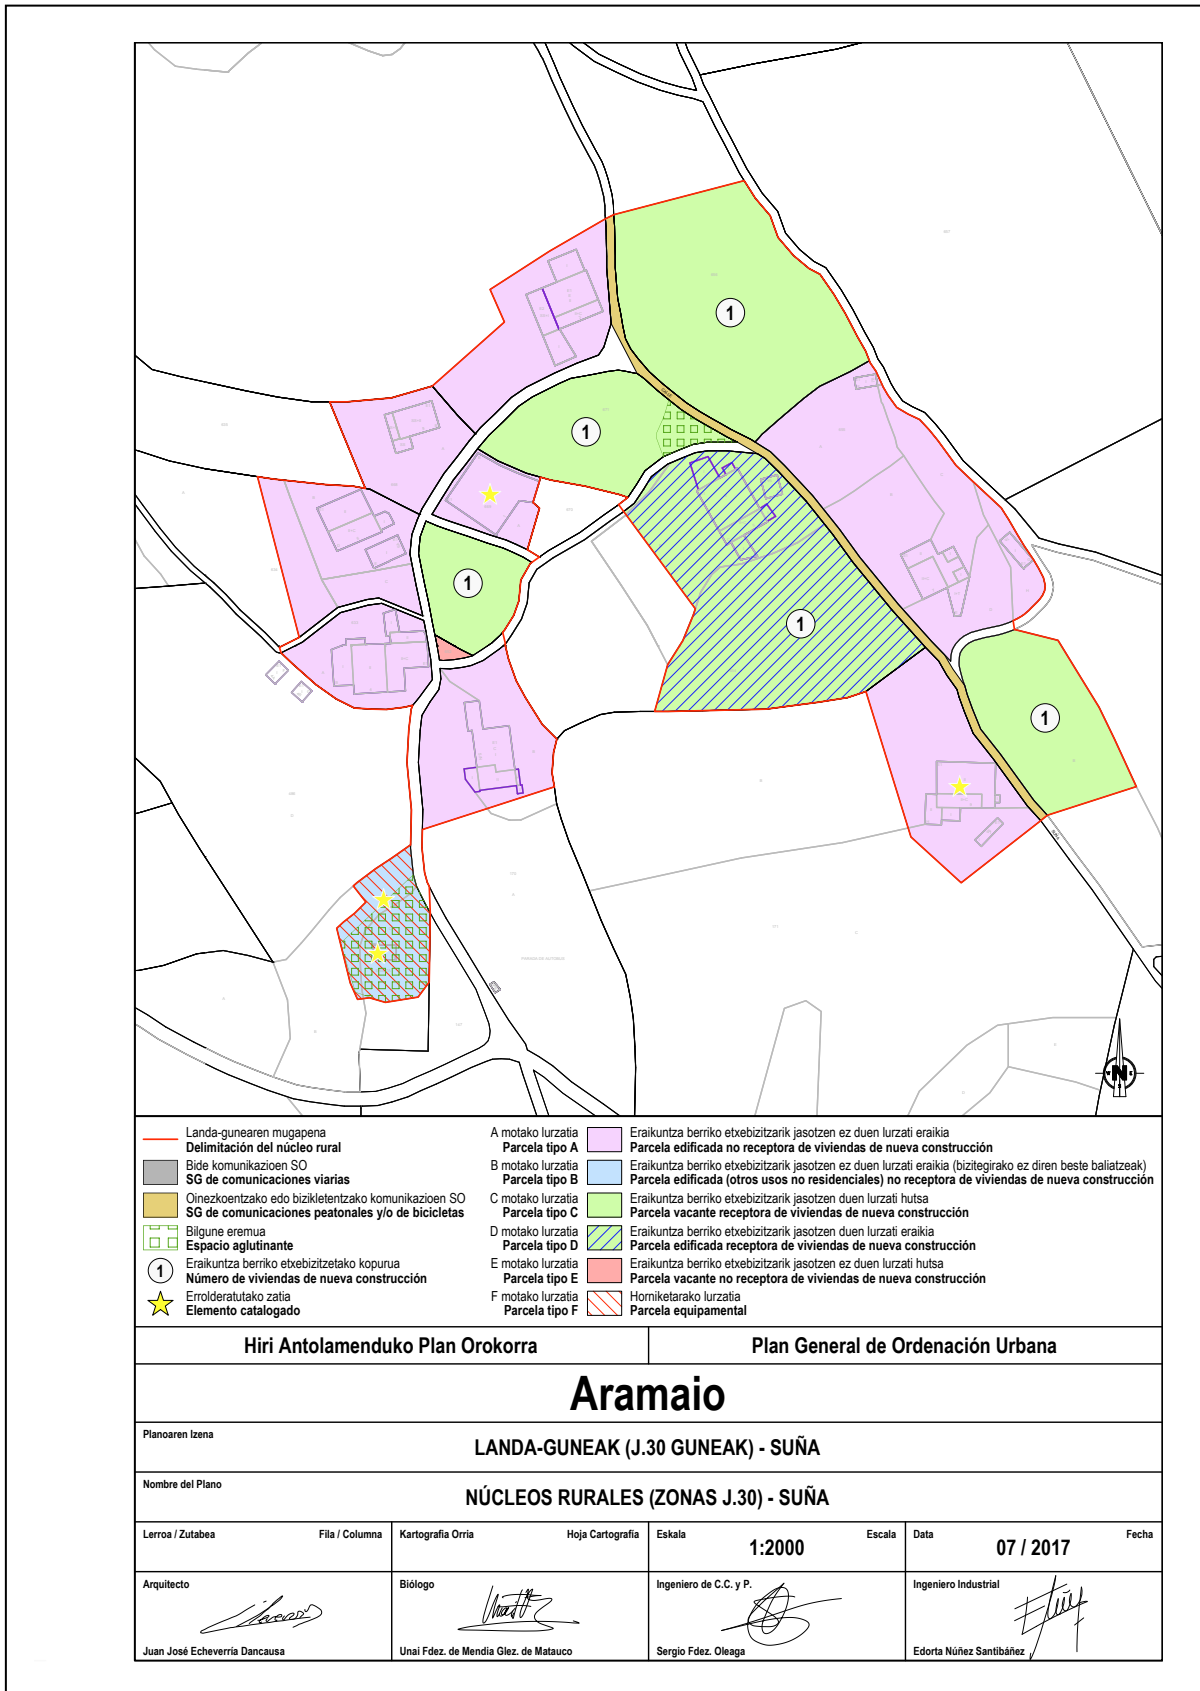 1
1
1
1
1
N
Landa-gunearen mugapena
Delimitación del núcleo rural
Bide komunikazioen SO
SG de comunicaciones viarias
Oinezkoentzako edo bizikletentzako komunikazioen SO
SG de comunicaciones peatonales y/o de bicicletas
Bilgune eremua
Espacio aglutinante
1
Eraikuntza berriko etxebizitzetako kopurua
Número de viviendas de nueva construcción
Errolderatutako zatia
Elemento catalogado
A motako lurzatia
Parcela tipo A
Eraikuntza berriko etxebizitzarik jasotzen ez duen lurzati eraikia
Parcela edificada no receptora de viviendas de nueva construcción
B motako lurzatia
Parcela tipo B
Eraikuntza berriko etxebizitzarik jasotzen ez duen lurzati eraikia (bizitegirako ez diren beste baliatzeak)
Parcela edificada (otros usos no residenciales) no receptora de viviendas de nueva construcción
C motako lurzatia
Parcela tipo C
Eraikuntza berriko etxebizitzarik jasotzen duen lurzati hutsa
Parcela vacante receptora de viviendas de nueva construcción
D motako lurzatia
Parcela tipo D
Eraikuntza berriko etxebizitzarik jasotzen duen lurzati eraikia
Parcela edificada receptora de viviendas de nueva construcción
E motako lurzatia
Parcela tipo E
Eraikuntza berriko etxebizitzarik jasotzen ez duen lurzati hutsa
Parcela vacante no receptora de viviendas de nueva construcción
F motako lurzatia
Parcela tipo F
Horniketarako lurzatia
Parcela equipamental
Hiri Antolamenduko Plan Orokorra
Plan General de Ordenación Urbana
Aramaio
Planoaren Izena
LANDA-GUNEAK (J.30 GUNEAK) - SUÑA
Nombre del Plano
NÚCLEOS RURALES (ZONAS J.30) - SUÑA
Lerroa / Zutabea
Fila / Columna
Kartografia Orria
Hoja Cartografia
Eskala
Escala
1:2000
Data
Fecha
07 / 2017
Arquitecto
Juan José Echeverría Dancausa
Biólogo
Unai Fdez. de Mendia Glez. de Matauco
Ingeniero de C.C. y P.
Sergio Fdez. Oleaga
Ingeniero Industrial
Edorta Núñez Santibáñez